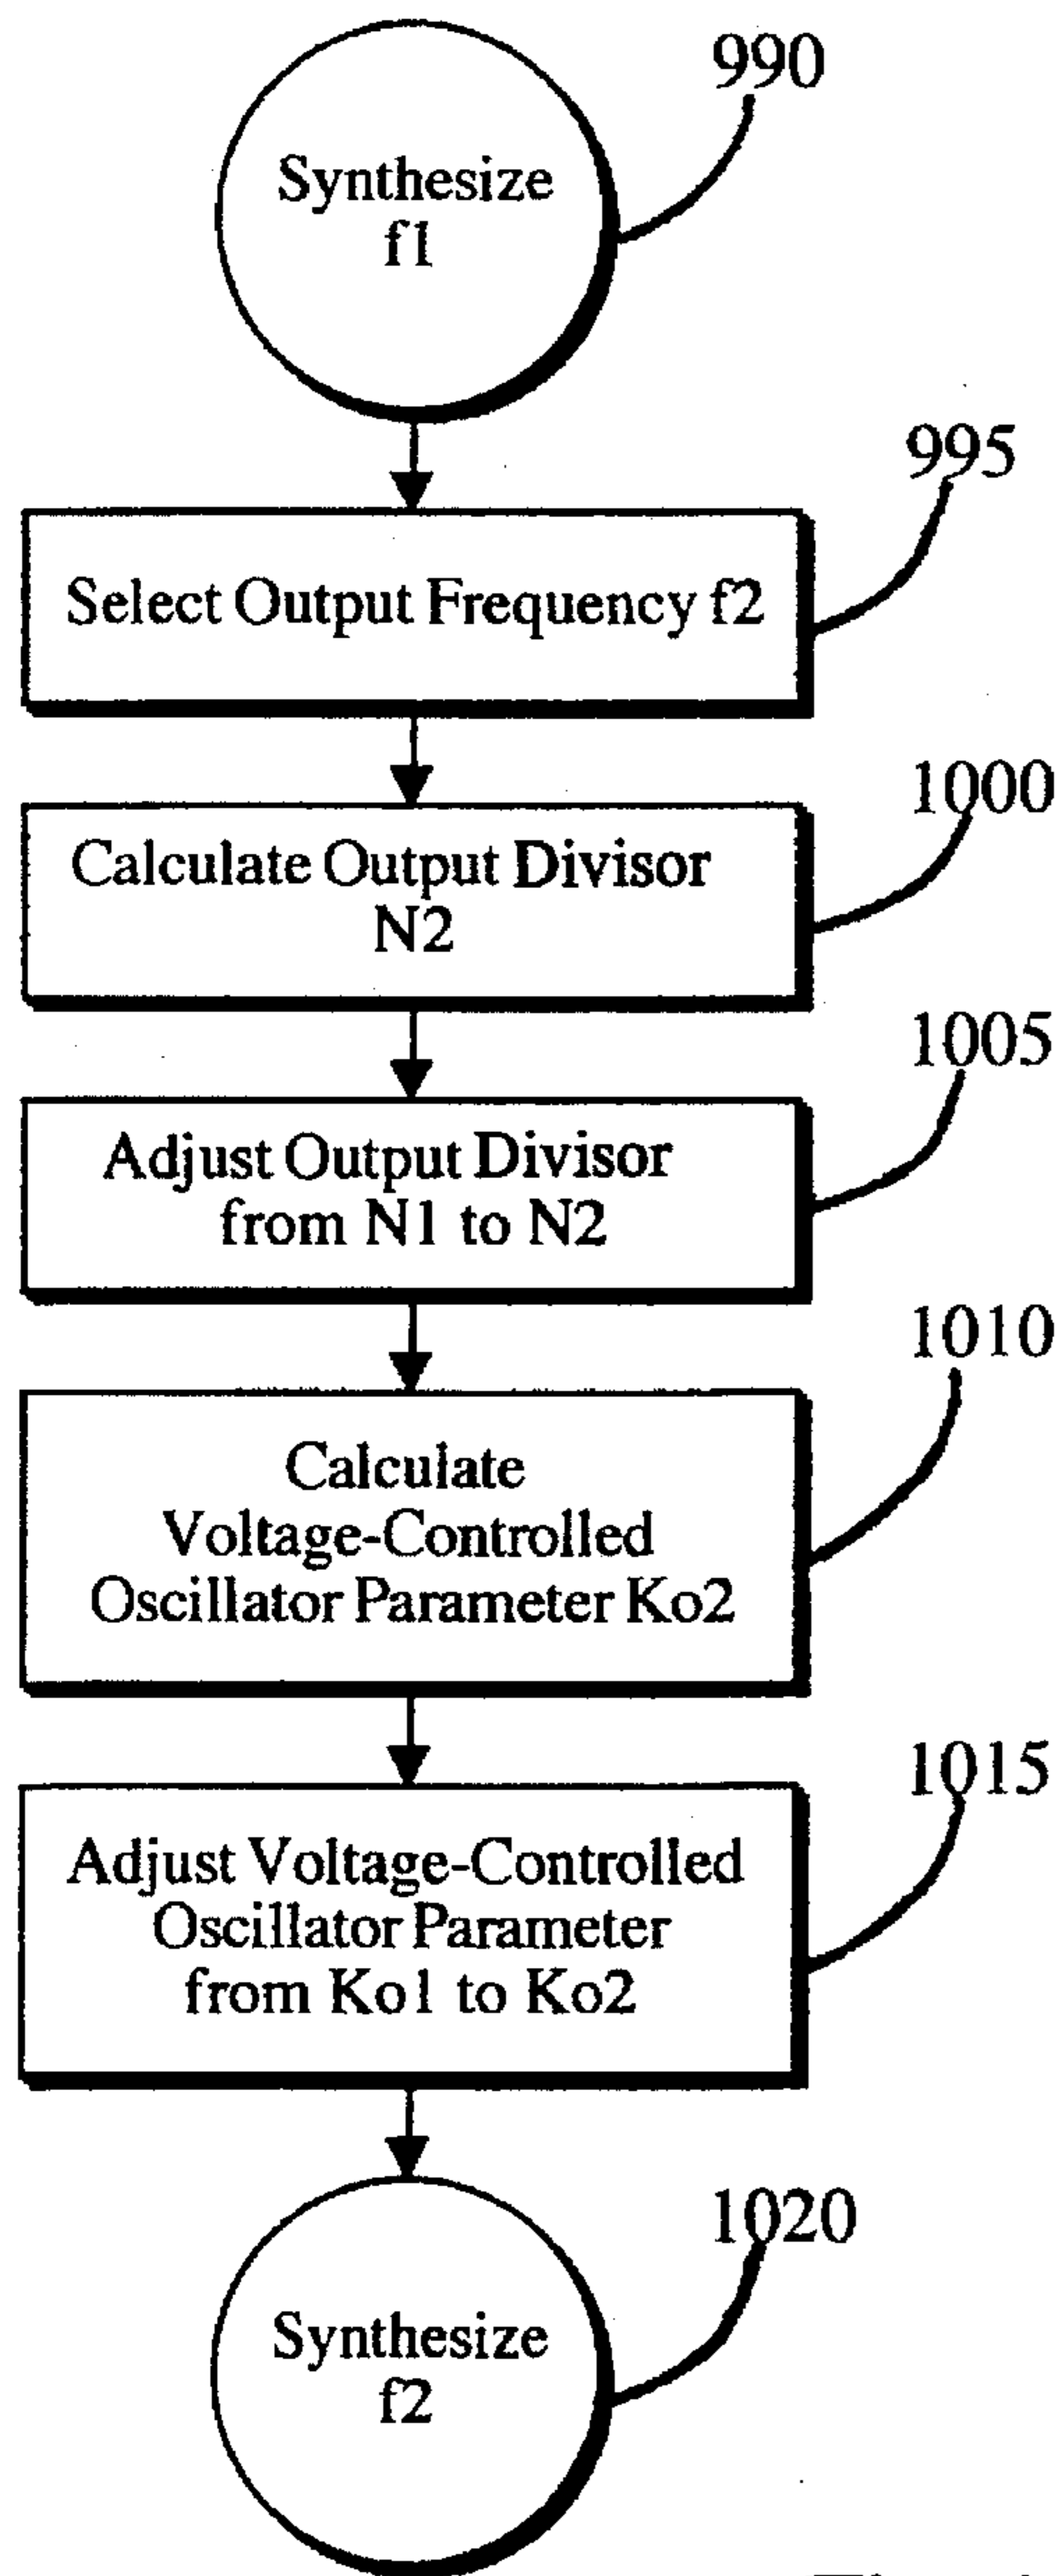 990
Synthesize
f1
995
Select Output Frequency f2
1000
Calculate Output Divisor
N2
1005
Adjust Output Divisor
from N1 to N2
1010
Calculate
Voltage-Controlled
Oscillator Parameter Ko2
1015
Adjust Voltage-Controlled
Oscillator Parameter
from Ko1 to Ko2
1020
Synthesize
f2